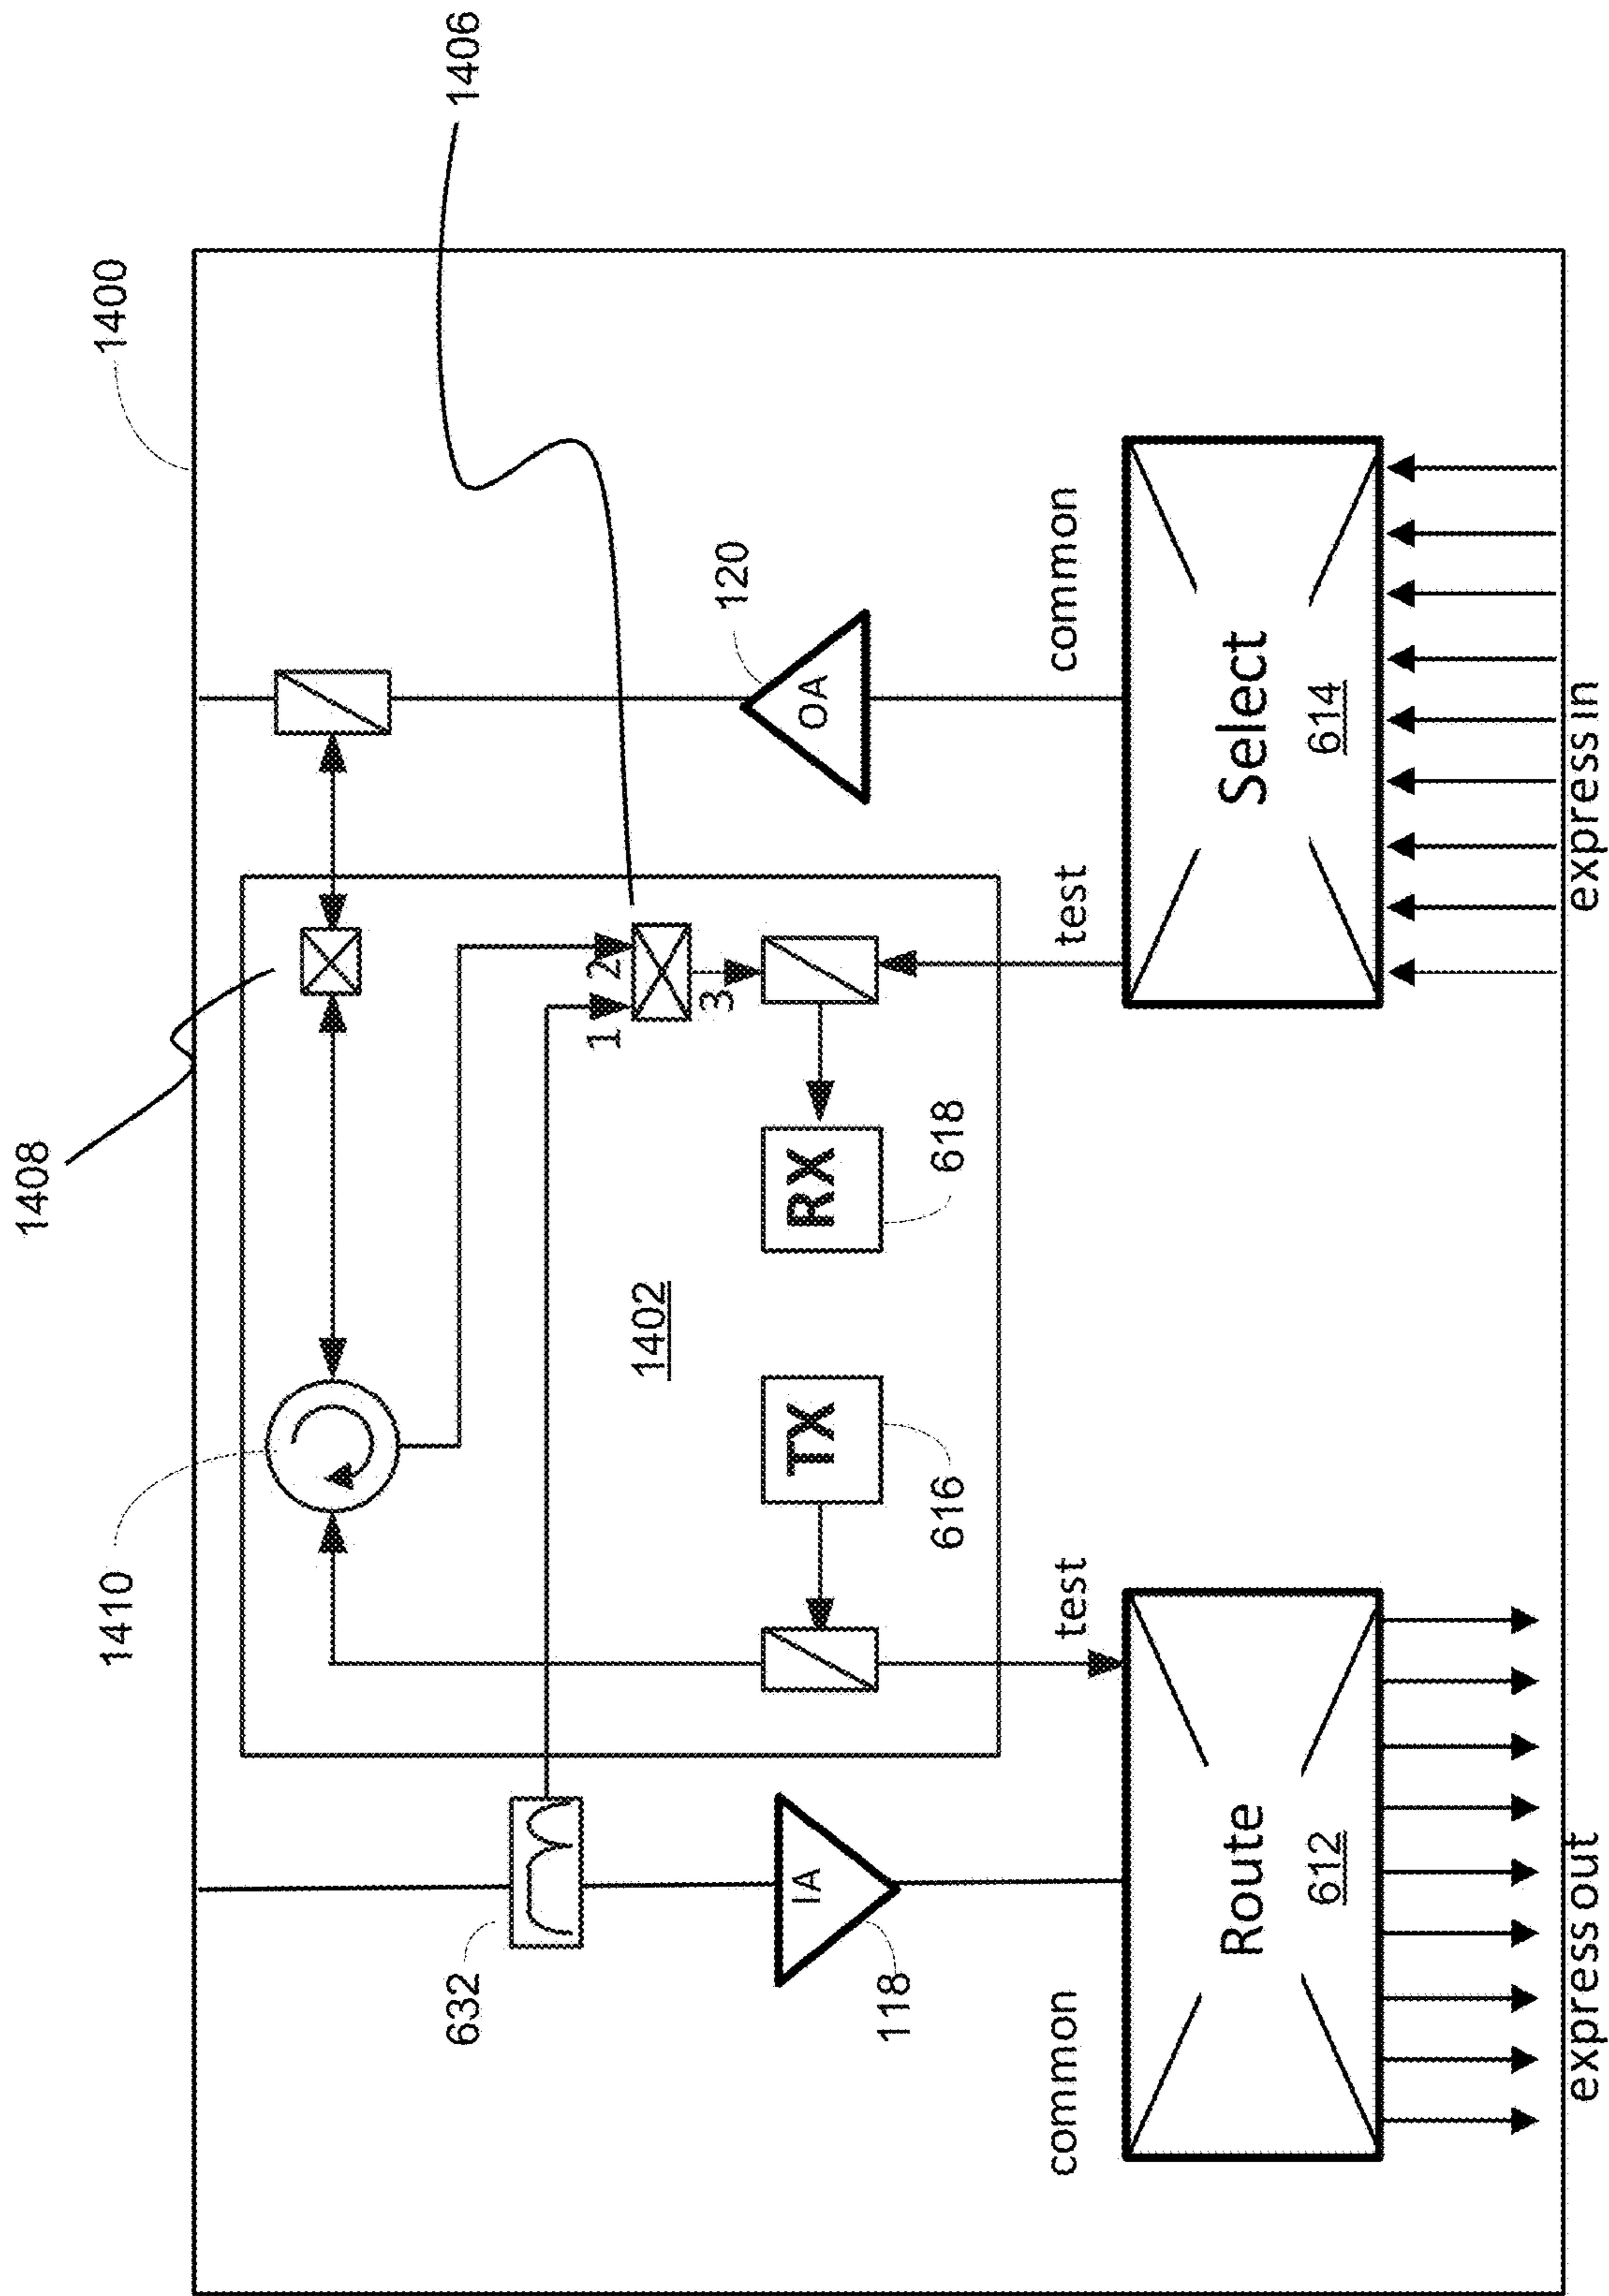 1400
1406
1408
1410
632
IA
118
120
OA
1
2
3
1402
TX
616
RX
618
common
test
test
common
Route
612
Select
614
express out
express in